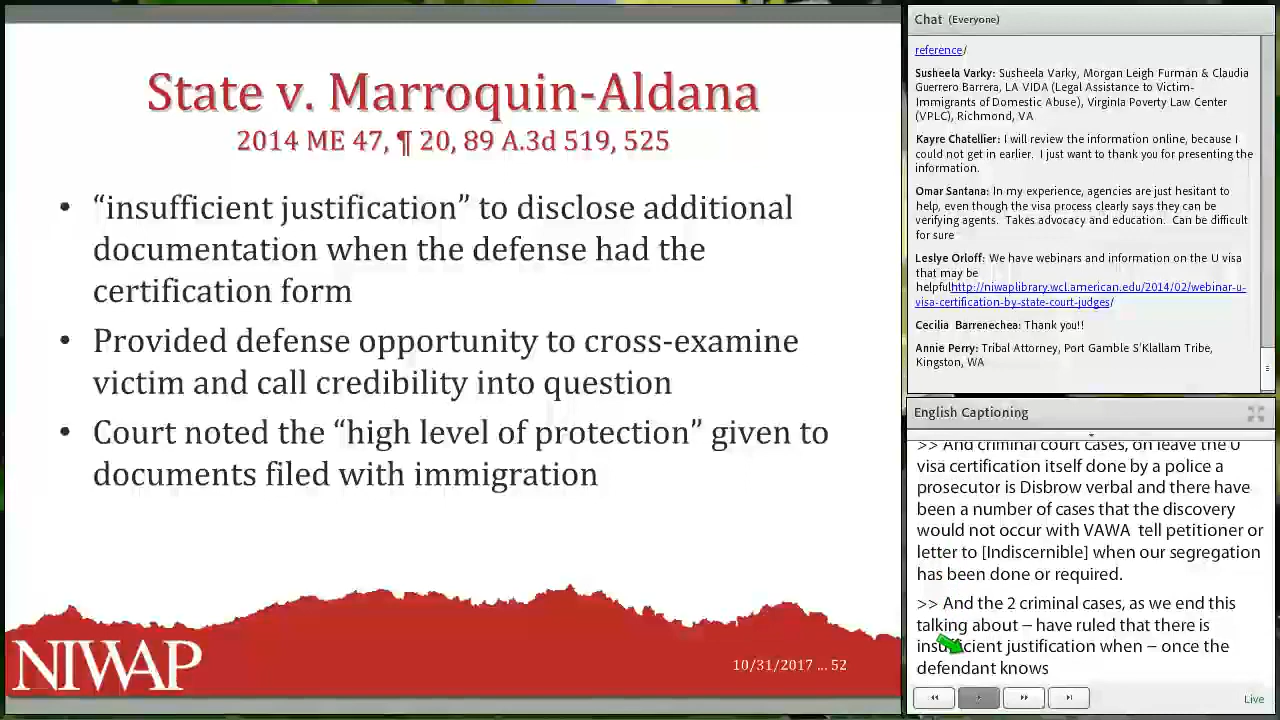 State v. Marroquin-Aldana
2014 ME 47, ¶ 20, 89 A.3d 519, 525
• “insufficient justification” to disclose additional
documentation when the defense had the
certification form
• Provided defense opportunity to cross-examine
victim and call credibility into question
• Court noted the “high level of protection” given to
documents filed with immigration
NIWAP
10/31/2017 ... 52
Chat (Everyone)
reference/
Susheela Varky: Susheela Varky, Morgan Leigh Furman & Claudia
Guerrero Barrera, LA VIDA (Legal Assistance to Victim-
Immigrants of Domestic Abuse), Virginia Poverty Law Center
(VPLC), Richmond, VA
Kayre Chatellier: I will review the information online, because I
could not get in earlier. I just want to thank you for presenting the
information.
Omar Santana: In my experience, agencies are just hesitant to
help, even though the visa process clearly says they can be
verifying agents. Takes advocacy and education. Can be difficult
for sure
Leslye Orloff: We have webinars and information on the U visa
that may be
helpfulhttp://niwaplibrary.wcl.american.edu/2014/02/webinar-u-
visa-certification-by-state-court-judges/
Cecilia Barrenechea: Thank you!!
Annie Perry: Tribal Attorney, Port Gamble S'Klallam Tribe,
Kingston, WA
English Captioning
>> And criminal court cases, on leave the U
visa certification itself done by a police a
prosecutor is Disbrow verbal and there have
been a number of cases that the discovery
would not occur with VAWA tell petitioner or
letter to [Indiscernible] when our segregation
has been done or required.
>> And the 2 criminal cases, as we end this
talking about – have ruled that there is
insufficient justification when – once the
defendant knows
Live